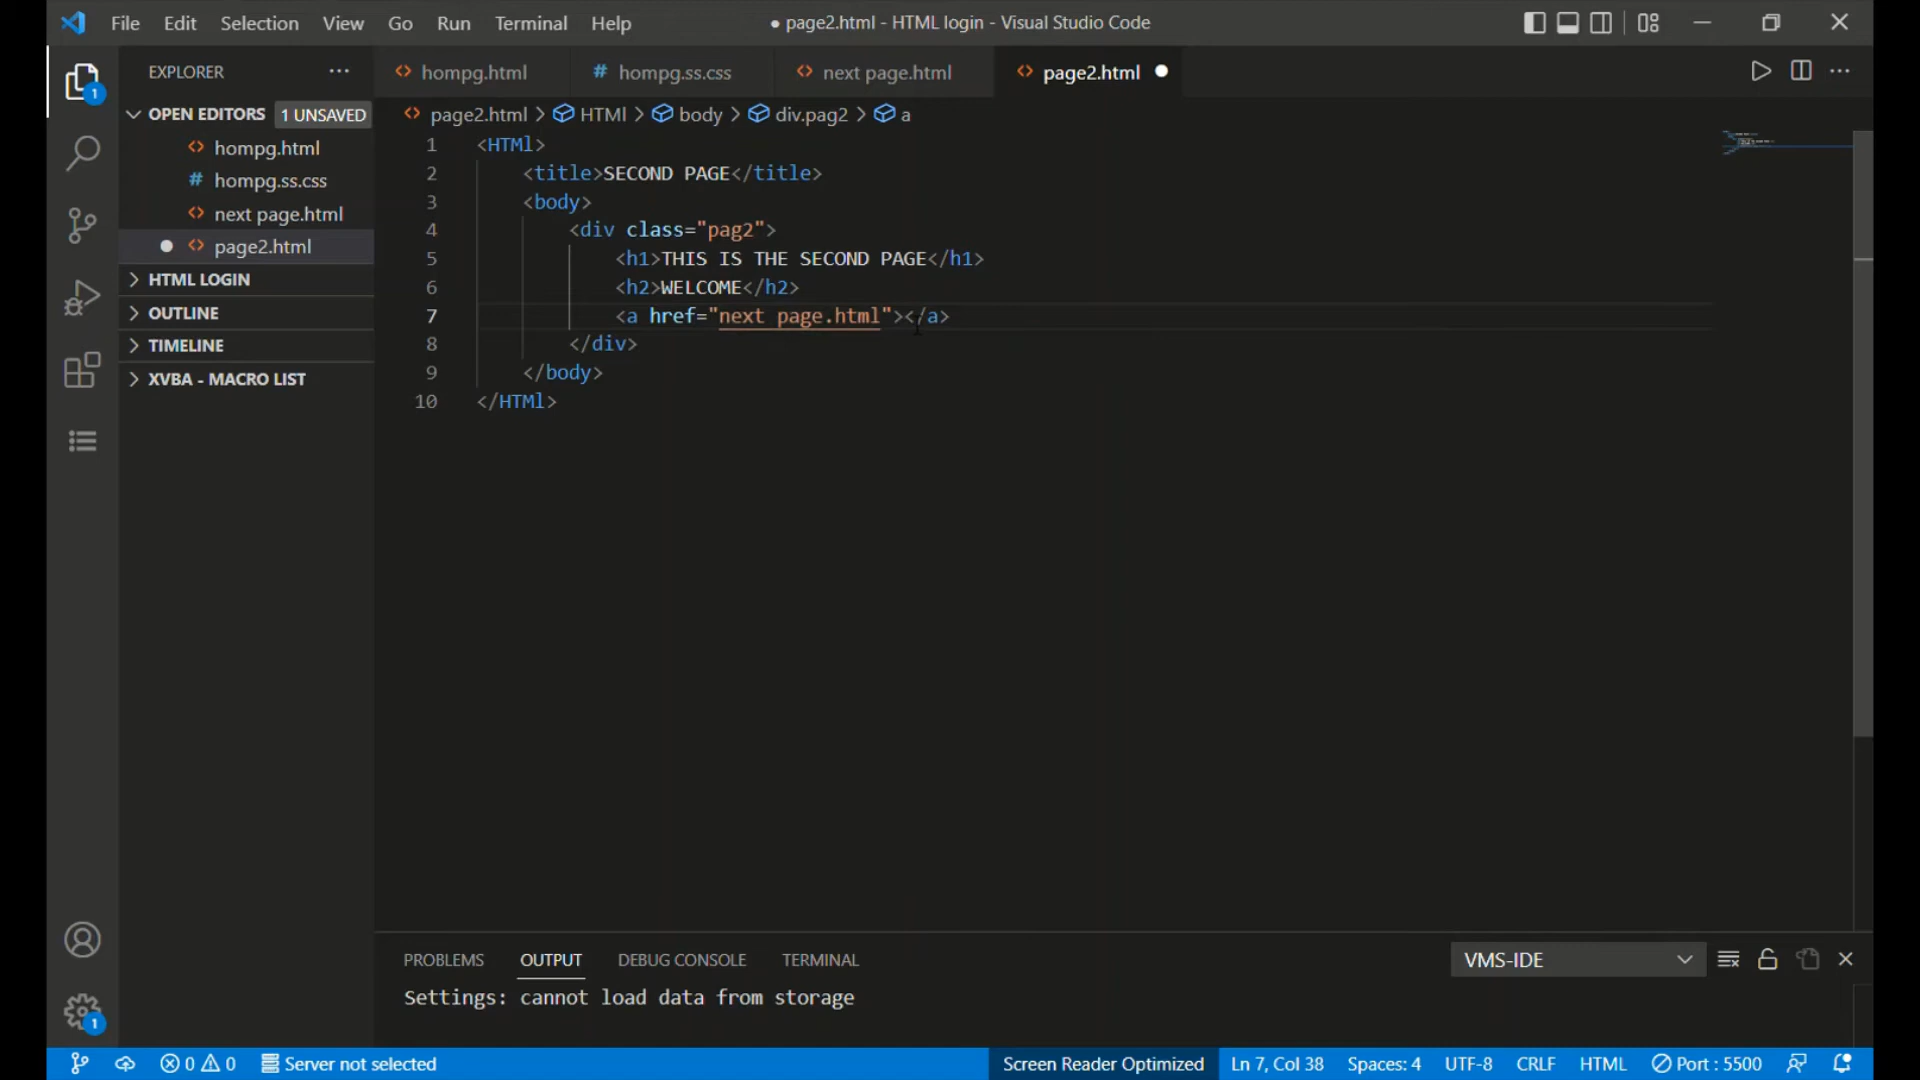 File Edit Selection View Go Run Terminal Help ● page2.html - HTML login - Visual Studio Code
EXPLORER
hompg.html # hompg.ss.css next page.html page2.html
OPEN EDITORS 1 UNSAVED
hompg.html
# hompg.ss.css
next page.html
page2.html
HTML LOGIN
OUTLINE
TIMELINE
XVBA - MACRO LIST
1
1
page2.html > HTMl > body > div.pag2 > a
1 <HTMl>
2 <title>SECOND PAGE</title>
3 <body>
4 <div class="pag2">
5 <h1>THIS IS THE SECOND PAGE</h1>
6 <h2>WELCOME</h2>
7 <a href="next page.html"></a>
8 </div>
9 </body>
10 </HTMl>
PROBLEMS OUTPUT DEBUG CONSOLE TERMINAL VMS-IDE
Settings: cannot load data from storage
0 0 Server not selected Screen Reader Optimized Ln 7, Col 38 Spaces: 4 UTF-8 CRLF HTML Port : 5500